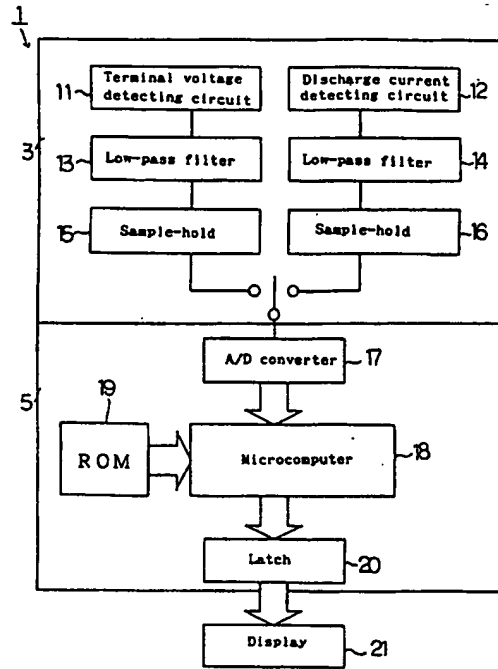 1
Terminal voltage
detecting circuit
11
Discharge current
detecting circuit
12
3
Low-pass filter
13
Low-pass filter
14
Sample-hold
15
Sample-hold
16
A/D converter
17
5
19
ROM
Microcomputer
18
Latch
20
Display
21